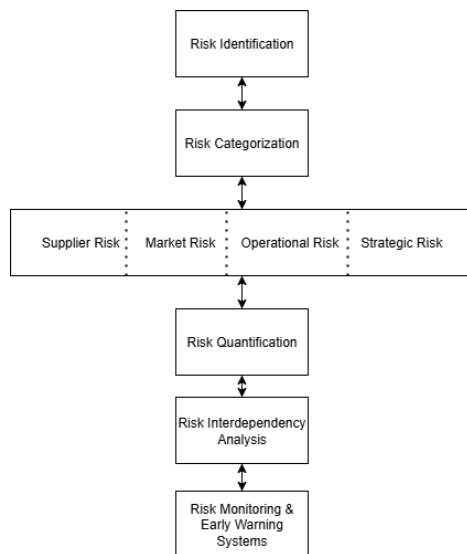 Risk Identification
Risk Categorization
Supplier Risk Market Risk Operational Risk Strategic Risk
Risk Quantification
Risk Interdependency
Analysis
Risk Monitoring &
Early Warning
Systems